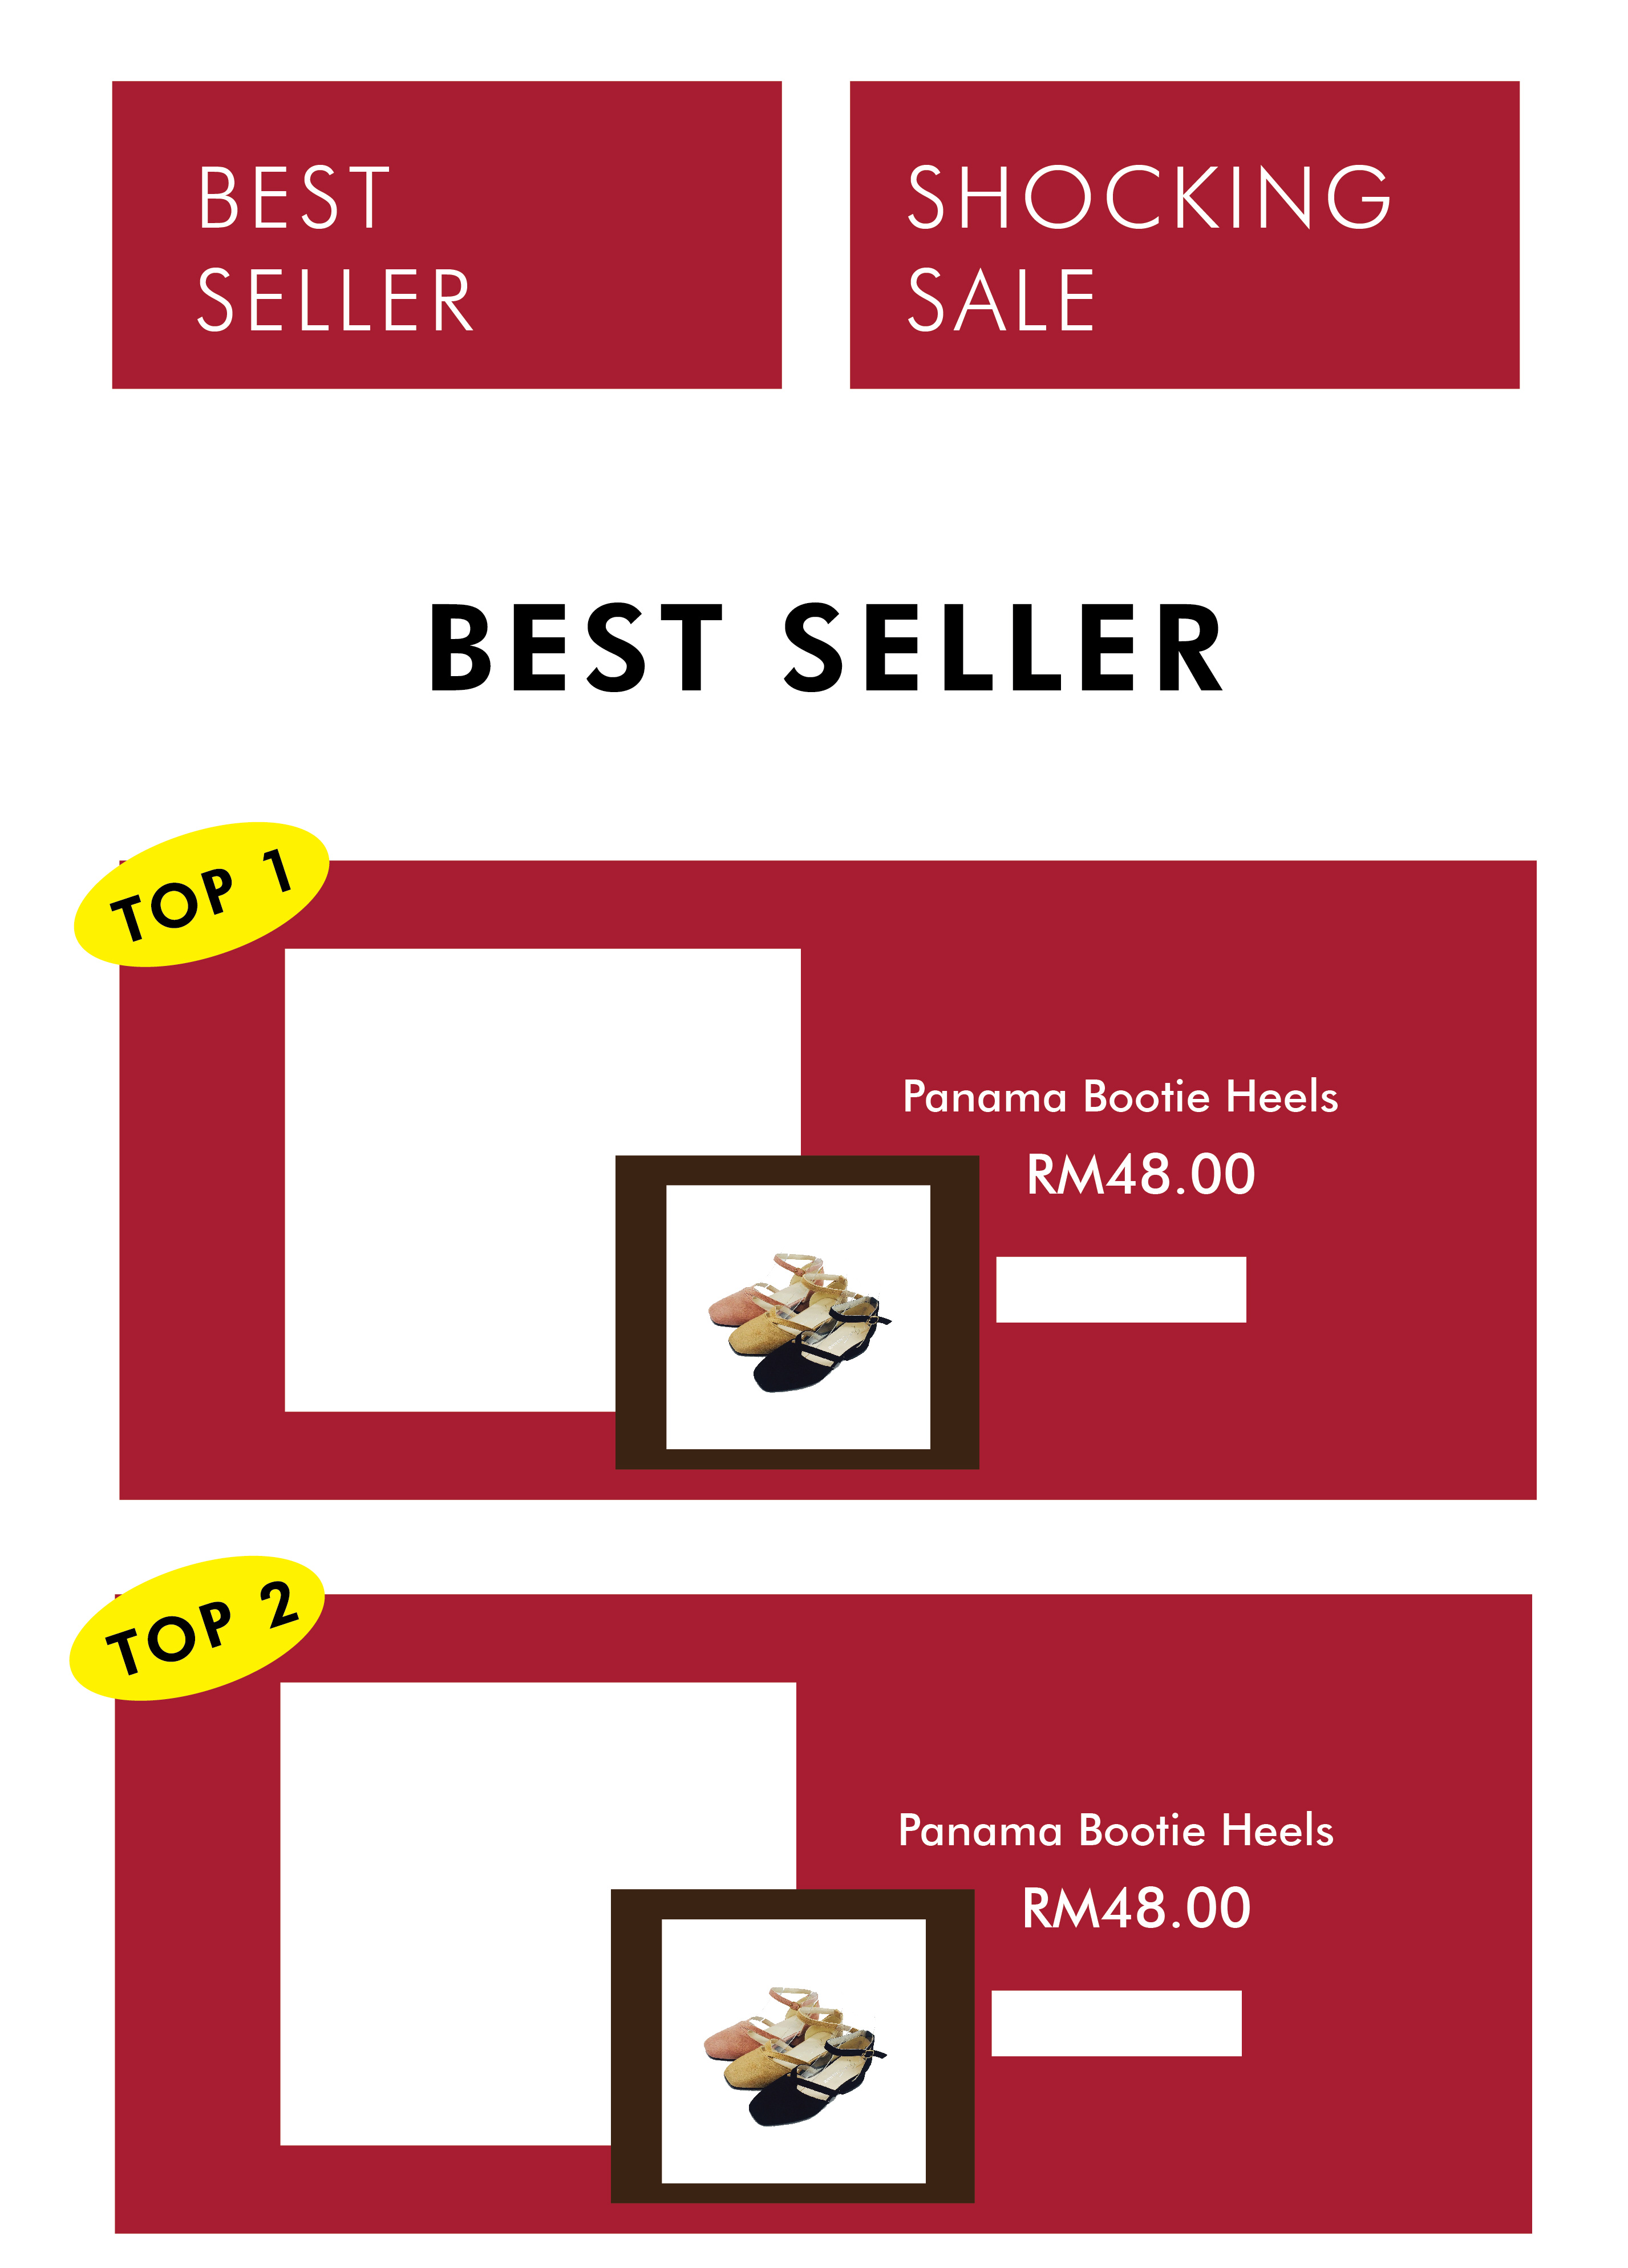 BEST
SELLER
SHOCKING
SALE
BEST SELLER
TOP 1
Panama Bootie Heels
RM48.00
TOP 2
Panama Bootie Heels
RM48.00